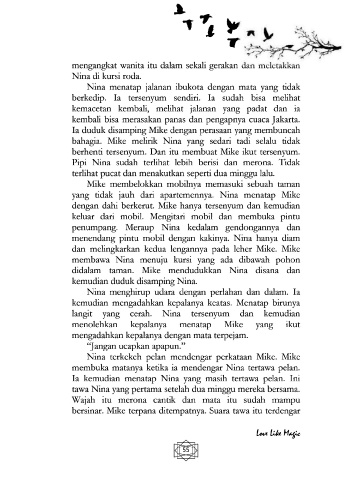 mengangkat wanita itu dalam sekali gerakan dan meletakkan
Nina di kursi roda.
Nina menatap jalanan ibukota dengan mata yang tidak
berkedip. Ia tersenyum sendiri. Ia sudah bisa melihat
kemacetan kembali, melihat jalanan yang padat dan ia
kembali bisa merasakan panas dan pengapnya cuaca Jakarta.
Ia duduk disamping Mike dengan perasaan yang membuncah
bahagia. Mike melirik Nina yang sedari tadi selalu tidak
berhenti tersenyum. Dan itu membuat Mike ikut tersenyum.
Pipi Nina sudah terlihat lebih berisi dan merona. Tidak
terlihat pucat dan menakutkan seperti dua minggu lalu.
Mike membelokkan mobilnya memasuki sebuah taman
yang tidak jauh dari apartemennya. Nina menatap Mike
dengan dahi berkerut. Mike hanya tersenyum dan kemudian
keluar dari mobil. Mengitari mobil dan membuka pintu
penumpang. Meraup Nina kedalam gendongannya dan
menendang pintu mobil dengan kakinya. Nina hanya diam
dan melingkarkan kedua lengannya pada leher Mike. Mike
membawa Nina menuju kursi yang ada dibawah pohon
didalam taman. Mike mendudukkan Nina disana dan
kemudian duduk disamping Nina.
Nina menghirup udara dengan perlahan dan dalam. Ia
kemudian mengadahkan kepalanya keatas. Menatap birunya
langit yang cerah. Nina tersenyum dan kemudian
menolehkan kepalanya menatap Mike yang ikut
mengadahkan kepalanya dengan mata terpejam.
“Jangan ucapkan apapun.”
Nina terkekeh pelan mendengar perkataan Mike. Mike
membuka matanya ketika ia mendengar Nina tertawa pelan.
Ia kemudian menatap Nina yang masih tertawa pelan. Ini
tawa Nina yang pertama setelah dua minggu mereka bersama.
Wajah itu merona cantik dan mata itu sudah mampu
bersinar. Mike terpana ditempatnya. Suara tawa itu terdengar
Love Like Magic
55